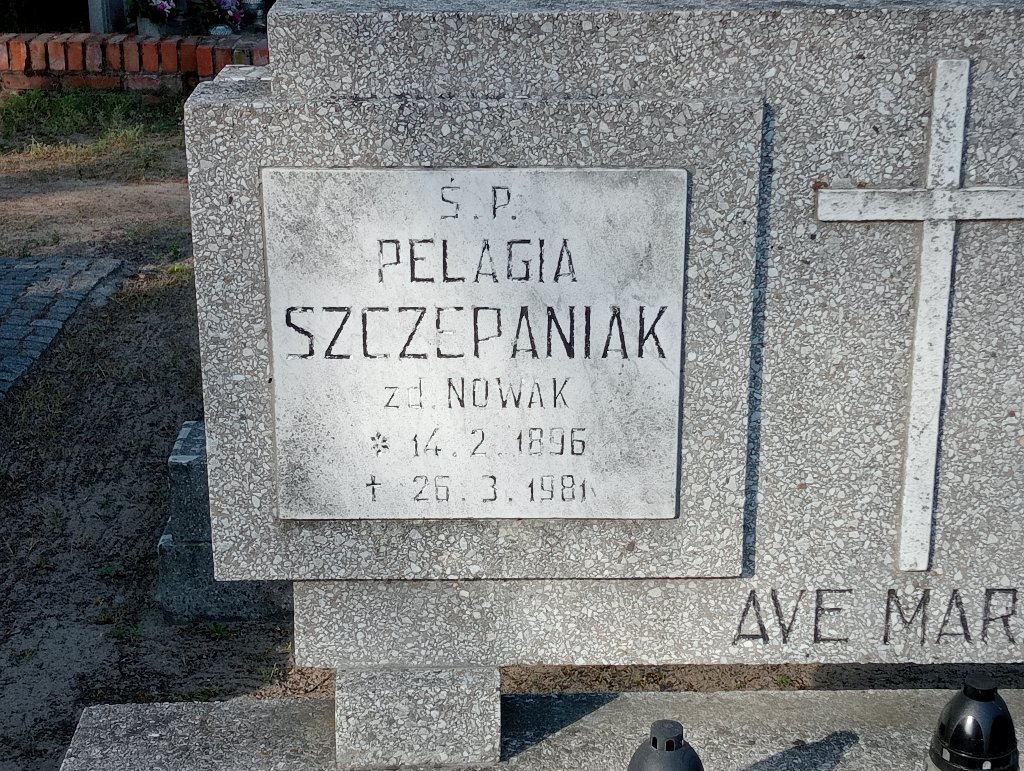 Ś.P.
PELAGIA
SZCZEPANIAK
zd. NOWAK
* 14.2.1896
† 26.3.1981
AVE MAR